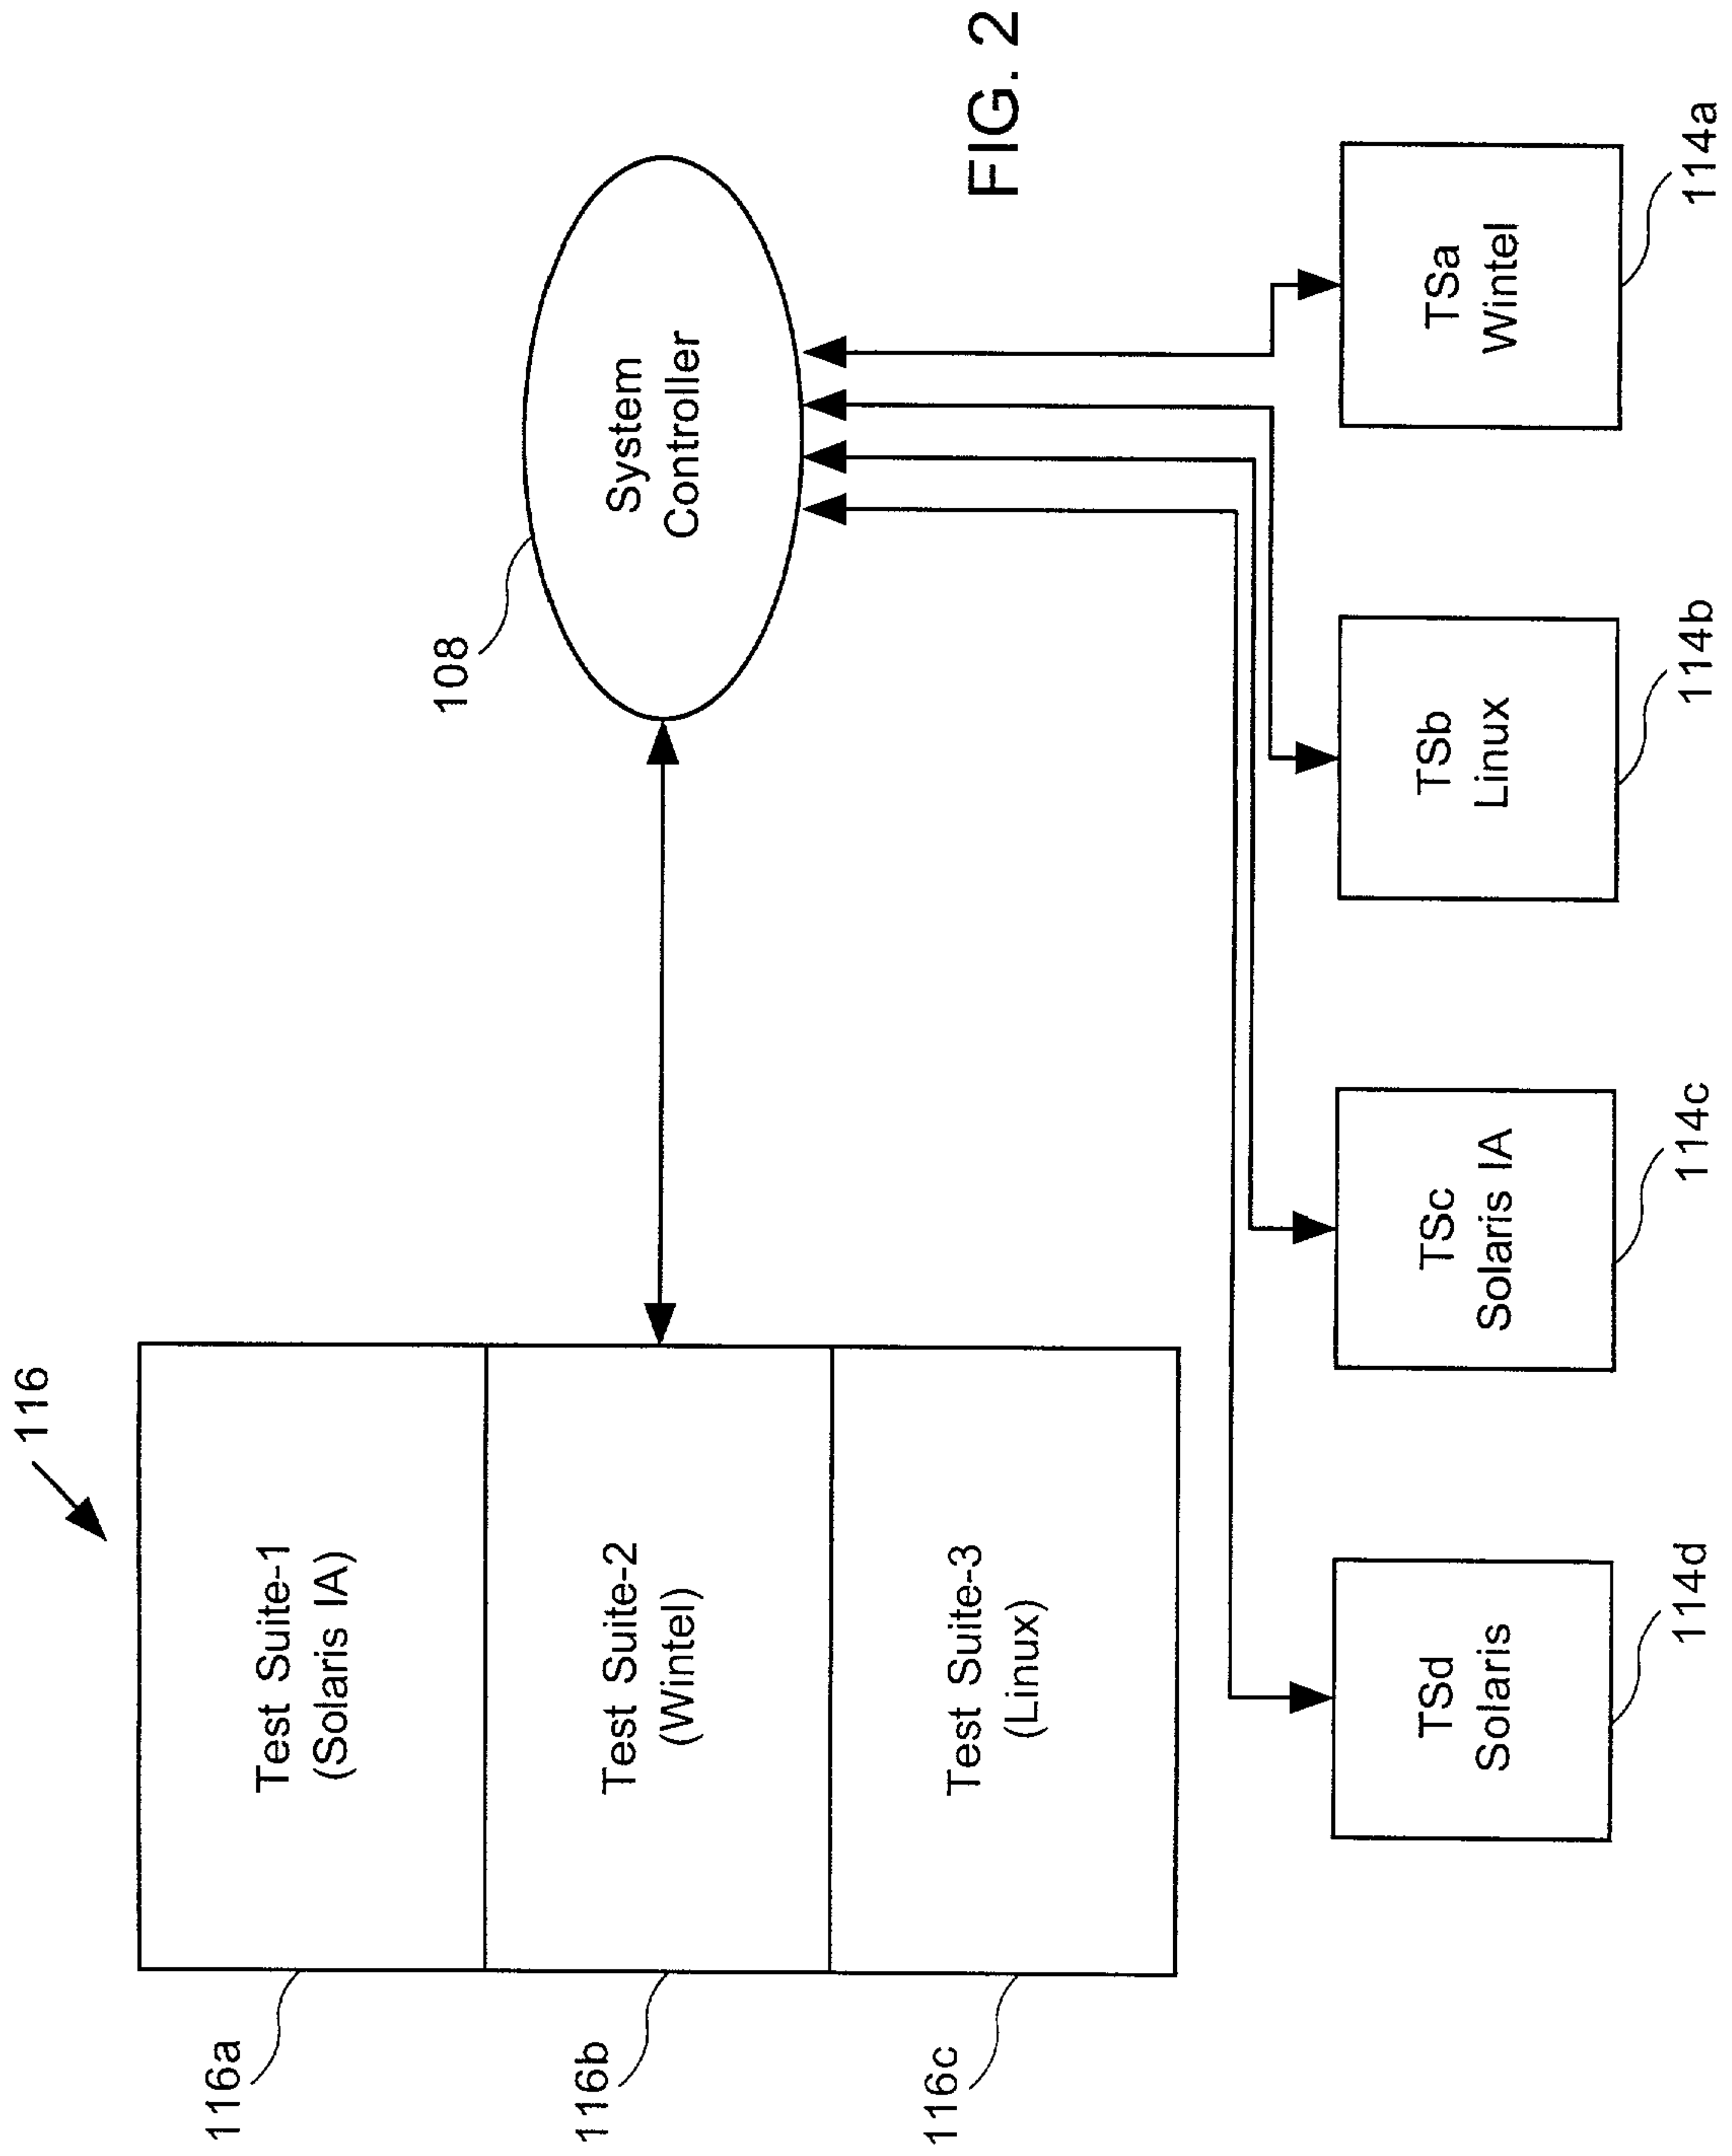 116
116a
Test Suite-1
(Solaris IA)
116b
Test Suite-2
(Wintel)
116c
Test Suite-3
(Linux)
108
System
Controller
FIG. 2
TSd
Solaris
114d
TSc
Solaris IA
114c
TSb
Linux
114b
TSa
Wintel
114a